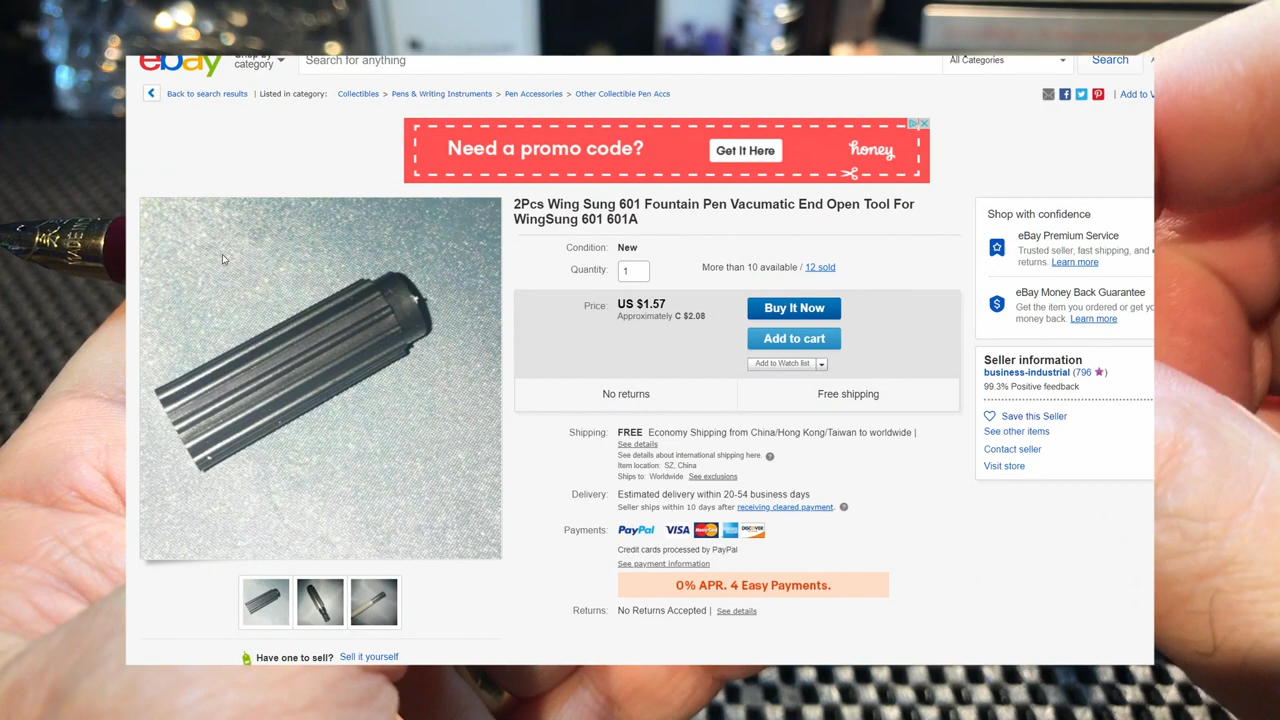 ebay
category
Search for anything
All Categories
Search
Back to search results | Listed in category: Collectibles > Pens & Writing Instruments > Pen Accessories > Other Collectible Pen Accs
| Add to
Need a promo code?
Get It Here
honey
2Pcs Wing Sung 601 Fountain Pen Vacumatic End Open Tool For
WingSung 601 601A
Condition: New
Quantity: 1
More than 10 available / 12 sold
Price: US $1.57
Approximately C $2.08
Buy It Now
Add to cart
Add to Watch list
No returns
Free shipping
Shipping: FREE Economy Shipping from China/Hong Kong/Taiwan to worldwide |
See details
See details about international shipping here.
Item location: SZ, China
Ships to: Worldwide See exclusions
Delivery: Estimated delivery within 20-54 business days
Seller ships within 10 days after receiving cleared payment.
Payments: PayPal VISA MasterCard DISCOVER
Credit cards processed by PayPal
See payment information
0% APR. 4 Easy Payments.
Returns: No Returns Accepted | See details
Have one to sell? Sell it yourself
Shop with confidence
eBay Premium Service
Trusted seller, fast shipping, and
returns. Learn more
eBay Money Back Guarantee
Get the item you ordered or get
money back. Learn more
Seller information
business-industrial (796 )
99.3% Positive feedback
Save this Seller
See other items
Contact seller
Visit store
MADE IN